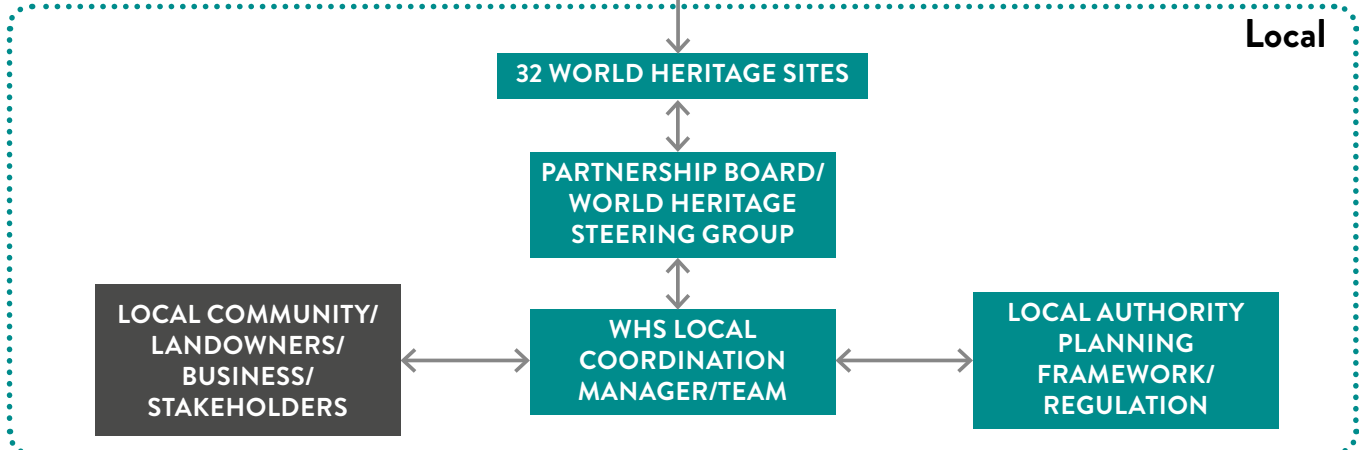 Local
32 WORLD HERITAGE SITES
PARTNERSHIP BOARD/
WORLD HERITAGE
STEERING GROUP
LOCAL COMMUNITY/
LANDOWNERS/
BUSINESS/
STAKEHOLDERS
WHS LOCAL
COORDINATION
MANAGER/TEAM
LOCAL AUTHORITY
PLANNING
FRAMEWORK/
REGULATION